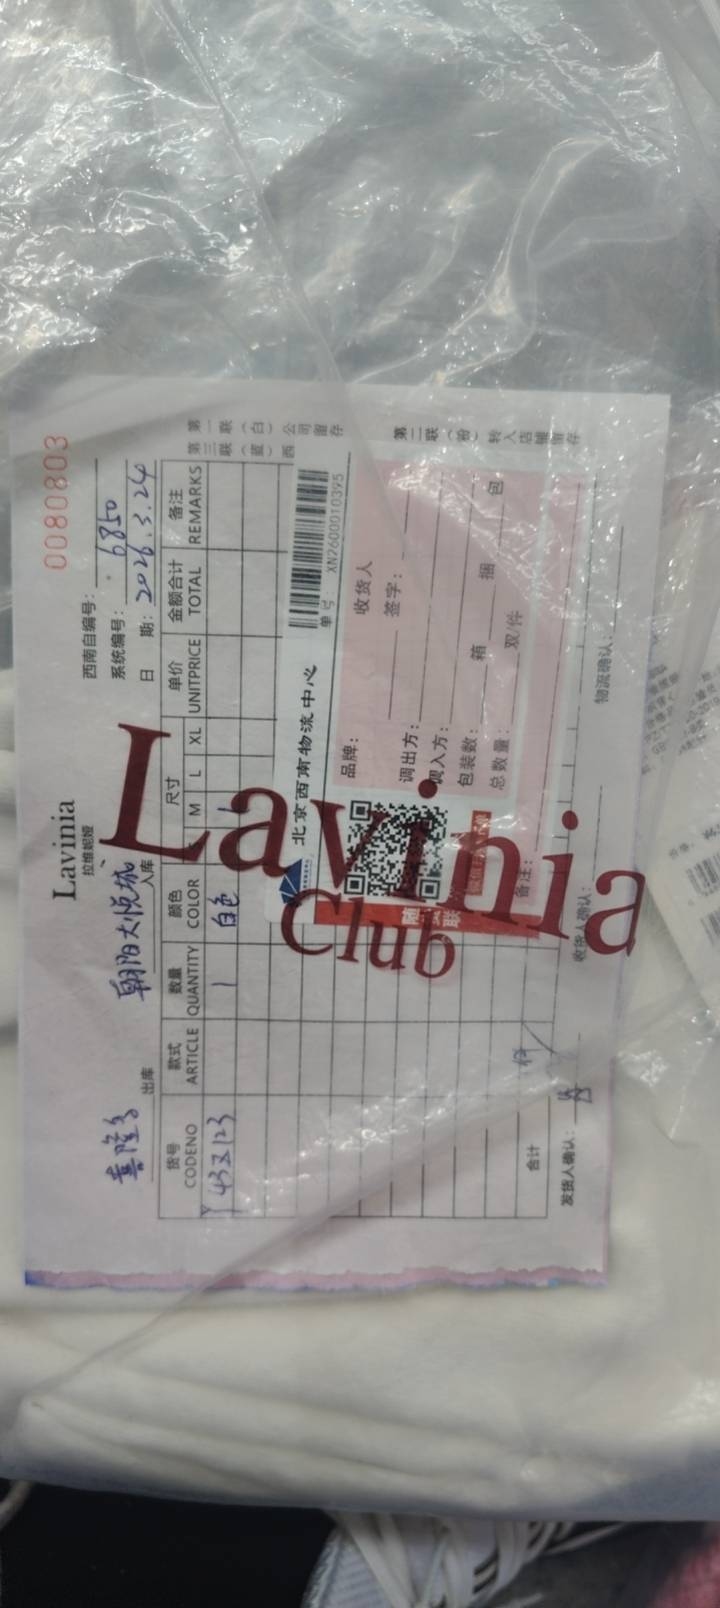 0080803
Lavinia
拉维妮娅
西南自编号：
系统编号： 6850
日 期： 2026.3.24
喜隆多 出库 朝阳大悦城 入库
货号 款式 数量 颜色 尺寸 单价 金额合计 备注
CODENO ARTICLE QUANTITY COLOR M L XL UNITPRICE TOTAL REMARKS
1 白色 1
合计
发货人确认： 收货人确认： 物流确认：
第一联（白）公司留存
第三联（蓝）西
第二联（粉）转入店铺留存
北京西南物流中心
单号： XN2600010395
品牌： 收货人
签字：
调出方：
调入方：
包装数： 箱 捆 包
总数量： 双/件
备注：
Lavinia
Club